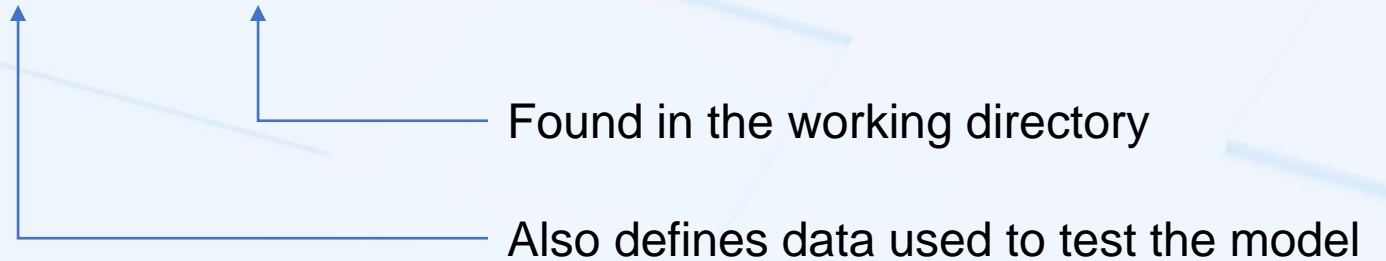 Found in the working directory
Also defines data used to test the model